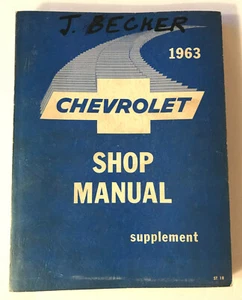 J. BECKER
1963
CHEVROLET
SHOP
MANUAL
supplement